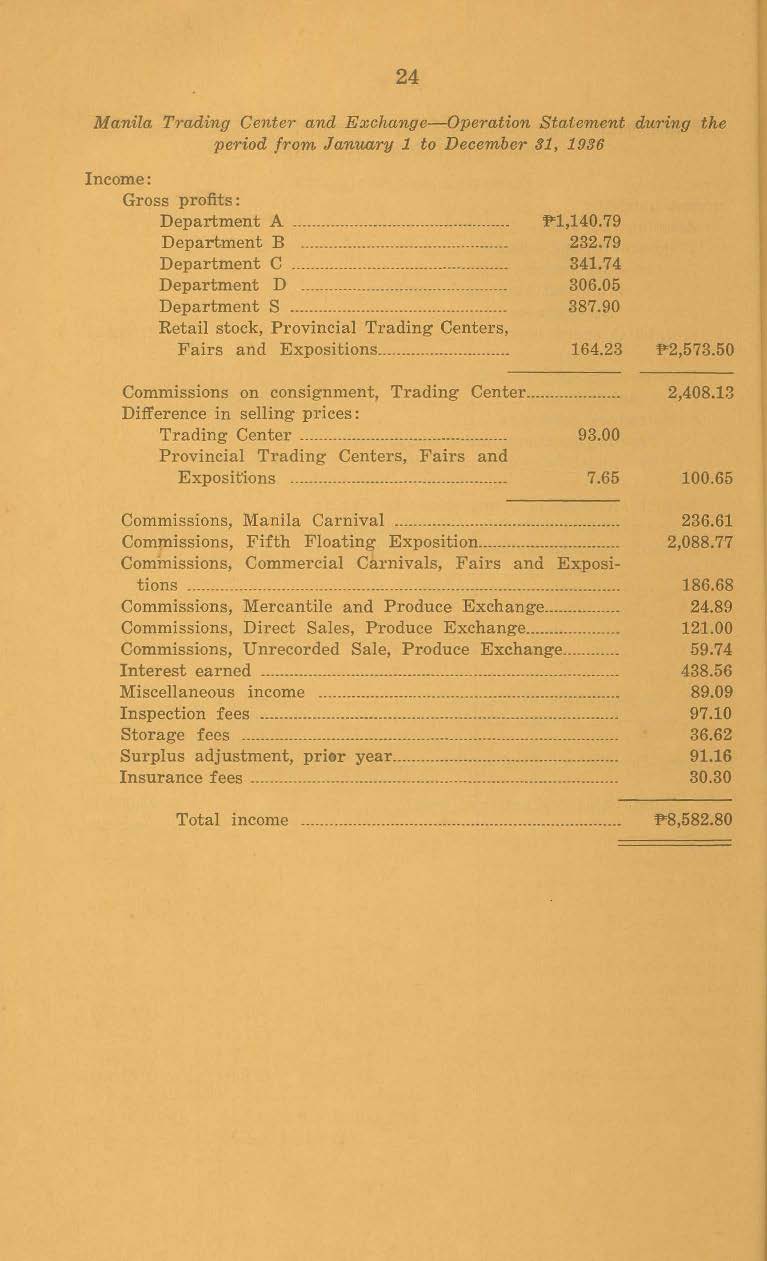 24
Manila Trading Center and Exchange—Operation Statement during the
period from January 1 to December 31, 1936
Income:
Gross profits:
Department A ₱1,140.79
Department B 232.79
Department C 341.74
Department D 306.05
Department S 387.90
Retail stock, Provincial Trading Centers,
Fairs and Expositions 164.23 ₱2,573.50
Commissions on consignment, Trading Center 2,408.13
Difference in selling prices:
Trading Center 93.00
Provincial Trading Centers, Fairs and
Expositions 7.65 100.65
Commissions, Manila Carnival 236.61
Commissions, Fifth Floating Exposition 2,088.77
Commissions, Commercial Carnivals, Fairs and Exposi-
tions 186.68
Commissions, Mercantile and Produce Exchange 24.89
Commissions, Direct Sales, Produce Exchange 121.00
Commissions, Unrecorded Sale, Produce Exchange 59.74
Interest earned 438.56
Miscellaneous income 89.09
Inspection fees 97.10
Storage fees 36.62
Surplus adjustment, prior year 91.16
Insurance fees 30.30
Total income ₱8,582.80